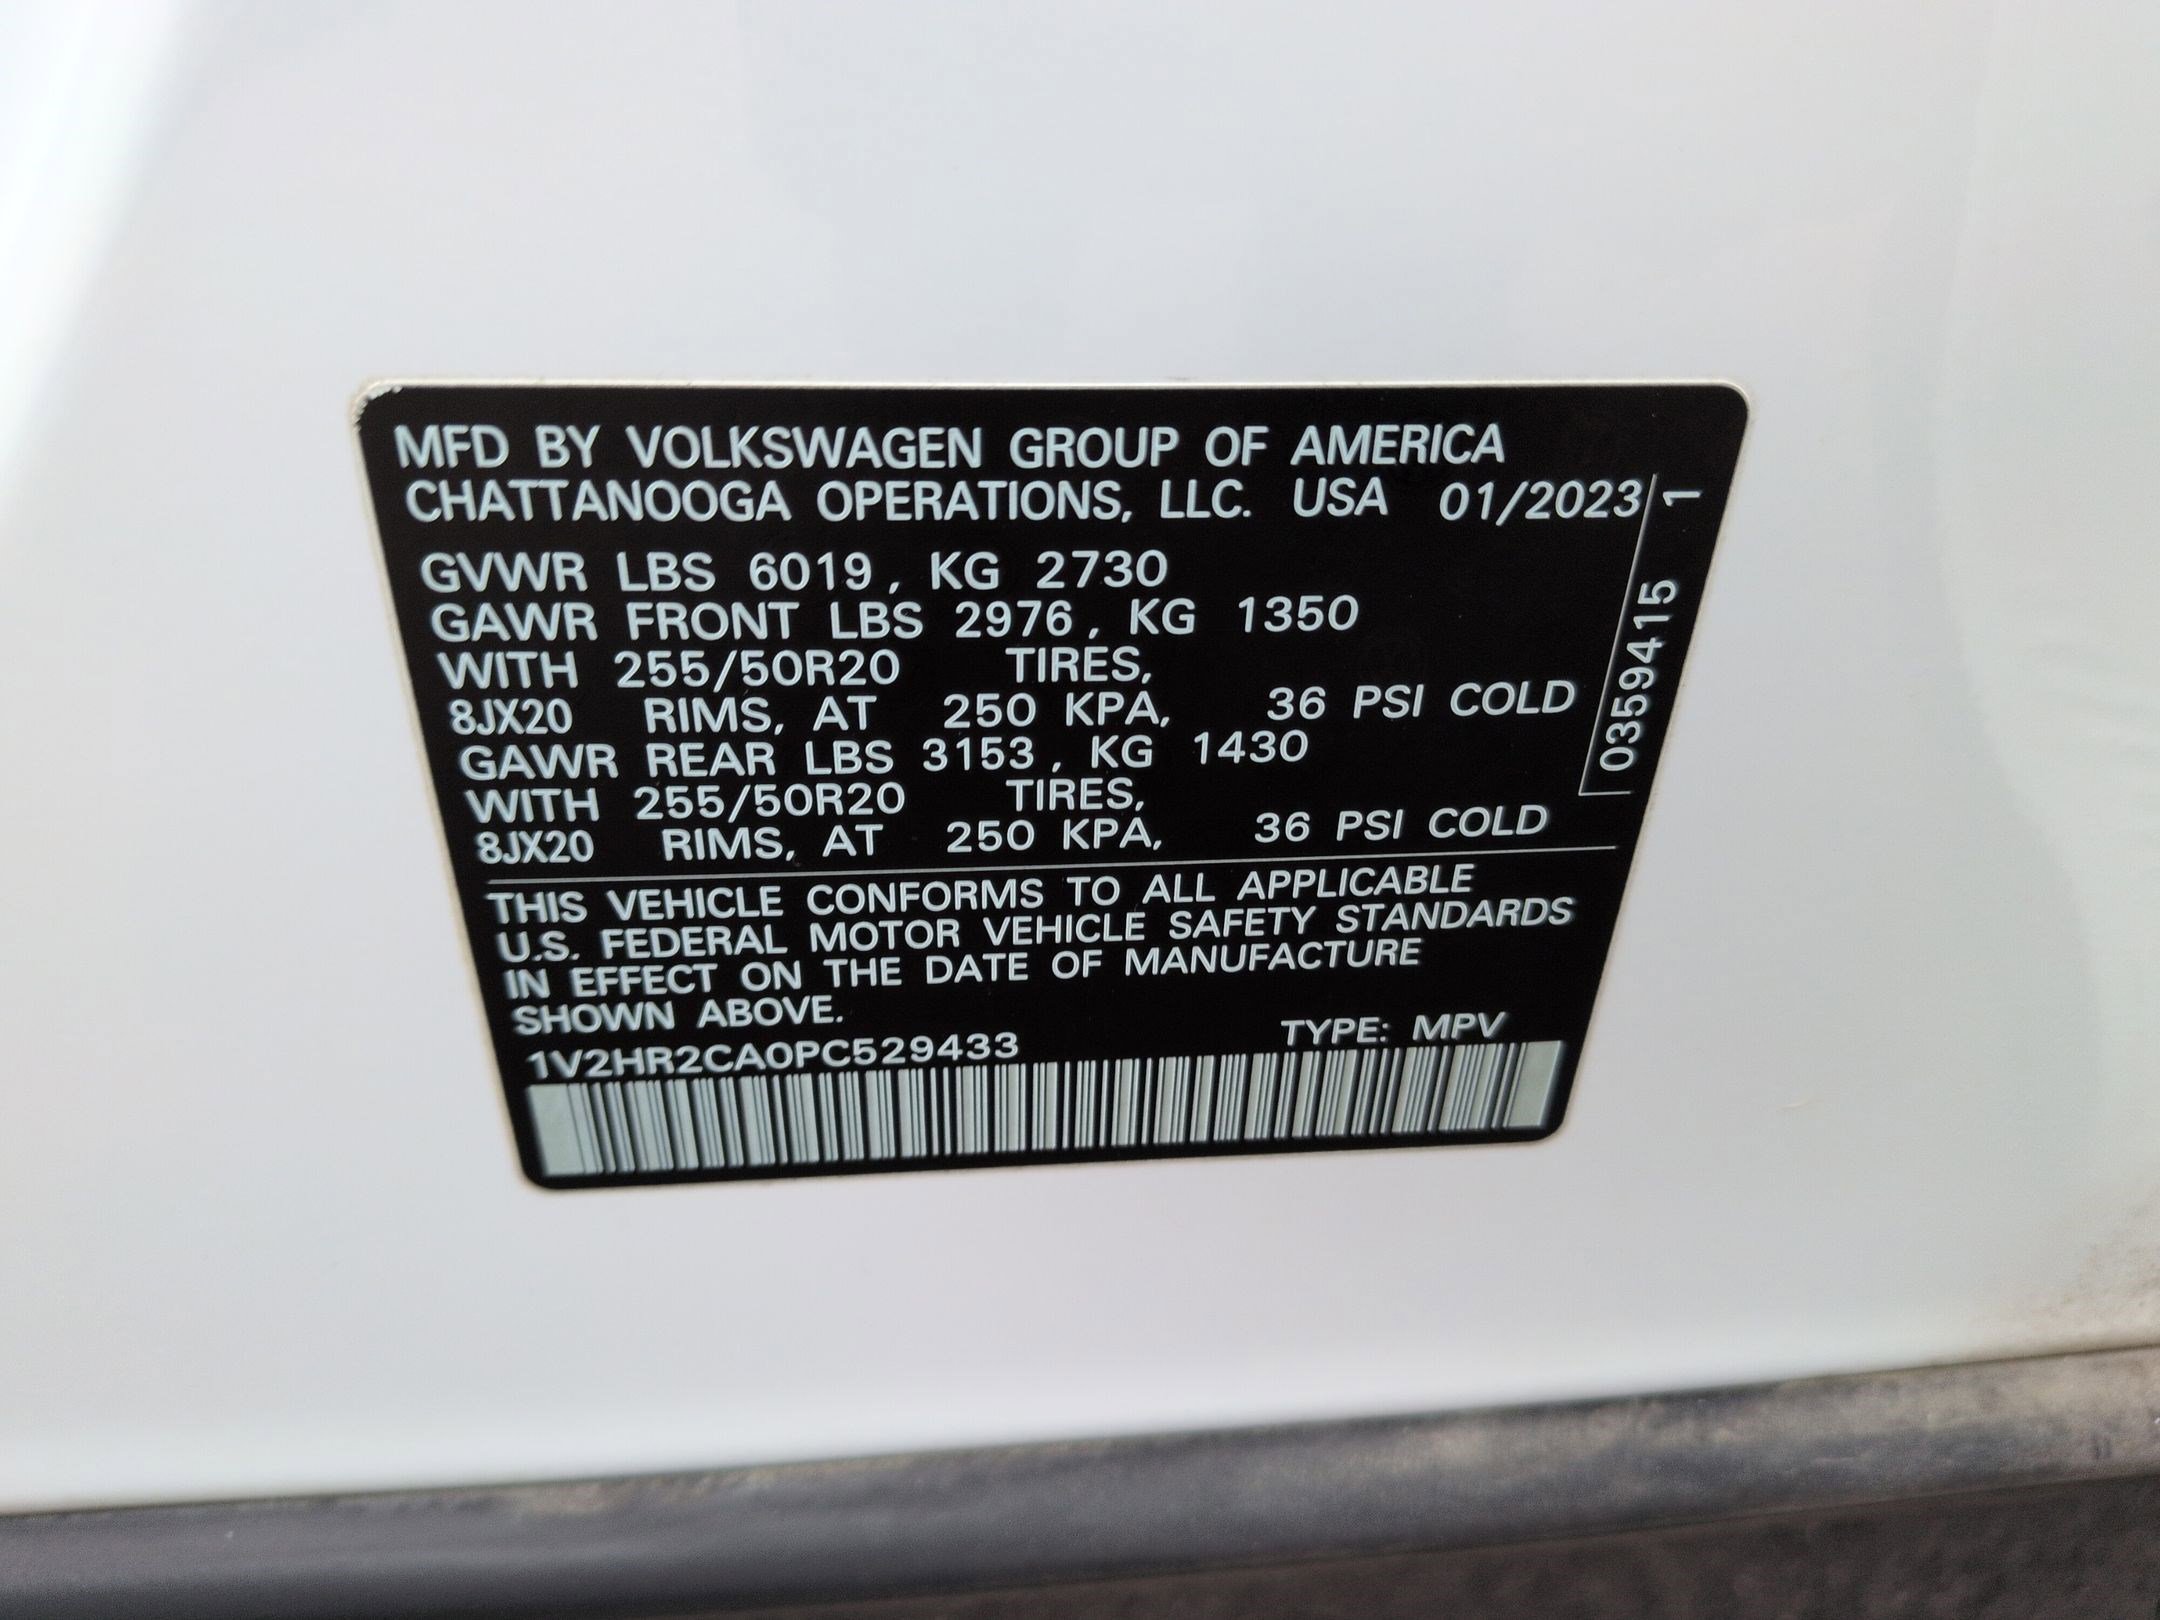 MFD BY VOLKSWAGEN GROUP OF AMERICA
CHATTANOOGA OPERATIONS, LLC. USA 01/2023
GVWR LBS 6019, KG 2730
GAWR FRONT LBS 2976, KG 1350
WITH 255/50R20 TIRES,
8JX20 RIMS, AT 250 KPA, 36 PSI COLD
GAWR REAR LBS 3153, KG 1430
WITH 255/50R20 TIRES,
8JX20 RIMS, AT 250 KPA, 36 PSI COLD
THIS VEHICLE CONFORMS TO ALL APPLICABLE
U.S. FEDERAL MOTOR VEHICLE SAFETY STANDARDS
IN EFFECT ON THE DATE OF MANUFACTURE
SHOWN ABOVE.
1V2HR2CA0PC529433 TYPE: MPV
0359415 1